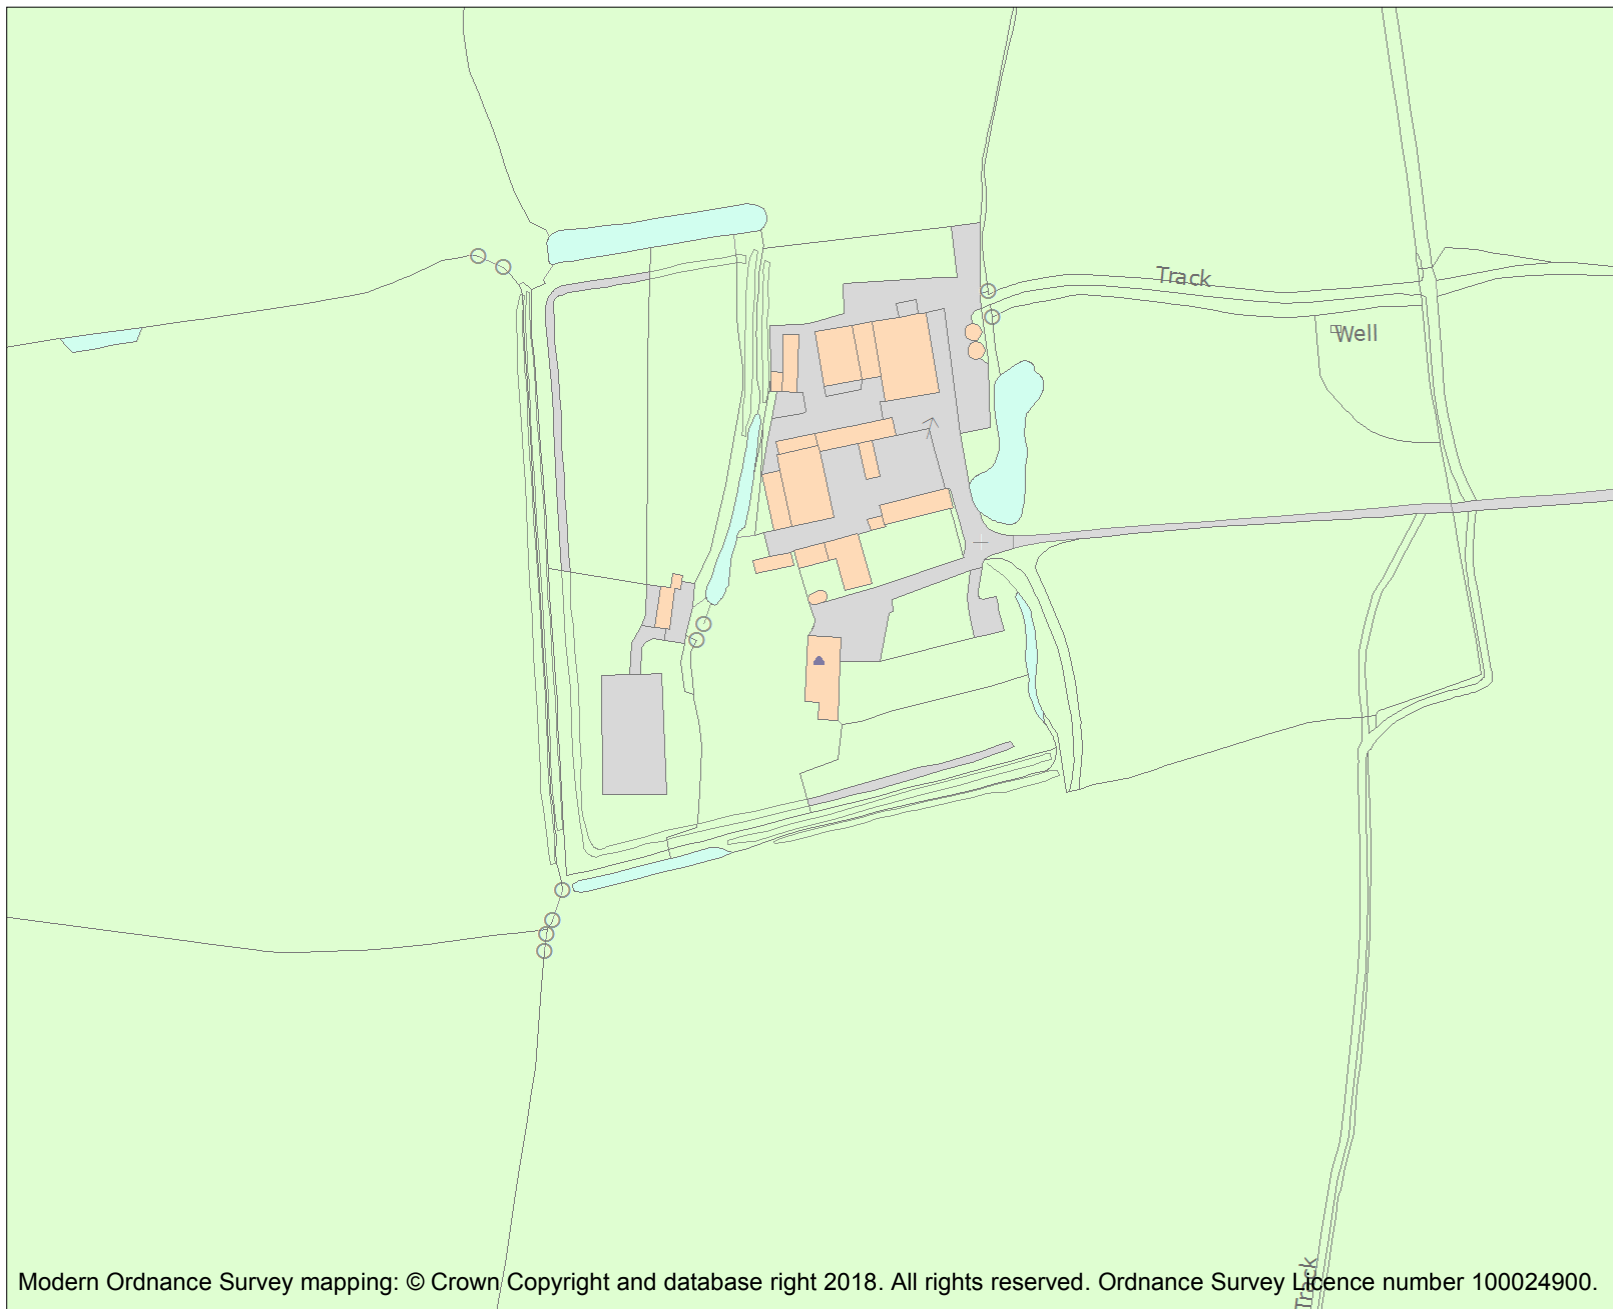 Track
Well
Track
Modern Ordnance Survey mapping: © Crown Copyright and database right 2018. All rights reserved. Ordnance Survey Licence number 100024900.